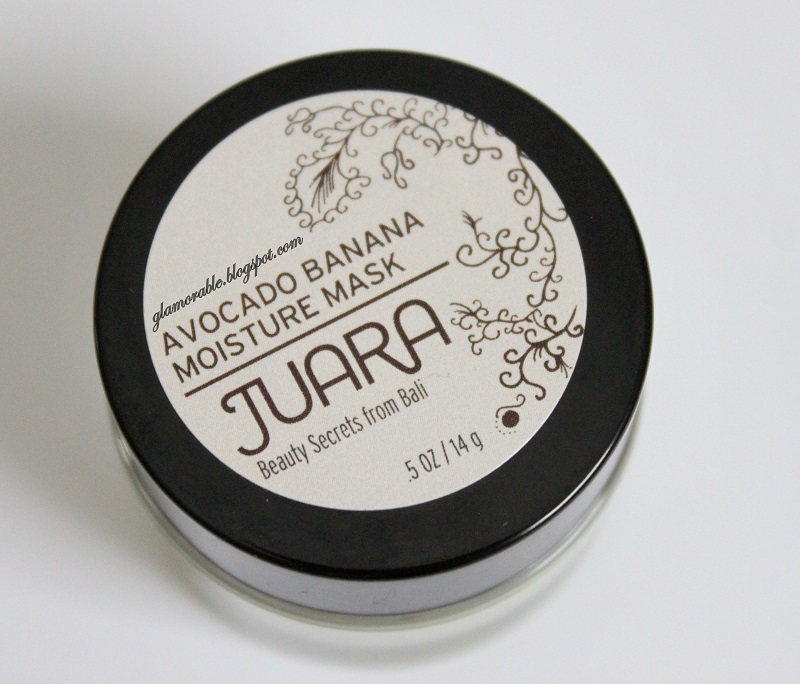 glamorable.blogspot.com
AVOCADO BANANA
MOISTURE MASK
JUARA
Beauty Secrets from Bali
.5 OZ / 14 g